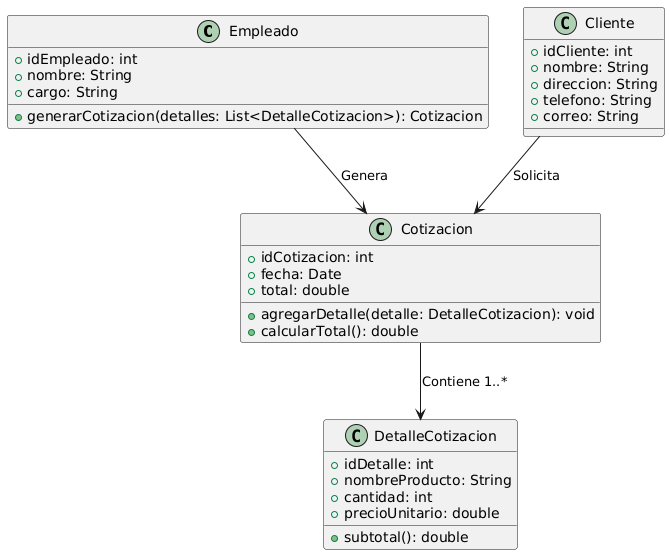 C Empleado
idEmpleado: int
nombre: String
cargo: String
generarCotizacion(detalles: List<DetalleCotizacion>): Cotizacion
C Cliente
idCliente: int
nombre: String
direccion: String
telefono: String
correo: String
Genera
Solicita
C Cotizacion
idCotizacion: int
fecha: Date
total: double
agregarDetalle(detalle: DetalleCotizacion): void
calcularTotal(): double
Contiene 1..*
C DetalleCotizacion
idDetalle: int
nombreProducto: String
cantidad: int
precioUnitario: double
subtotal(): double